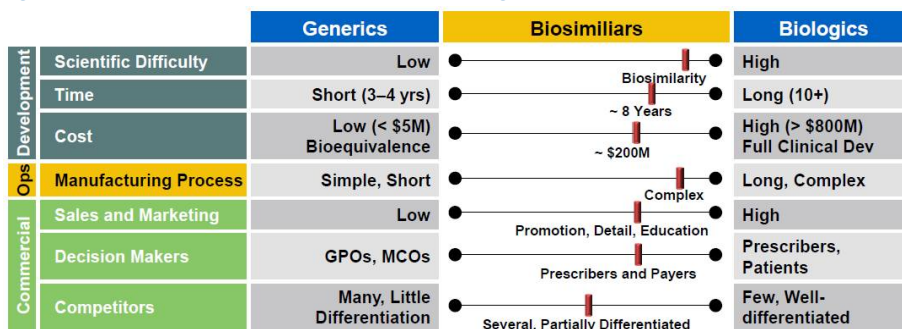 Generics
Biosimiliars
Biologics
Development
Scientific Difficulty
Low
Biosimilarity
High
Time
Short (3–4 yrs)
~ 8 Years
Long (10+)
Cost
Low (< $5M)
Bioequivalence
~ $200M
High (> $800M)
Full Clinical Dev
Ops
Manufacturing Process
Simple, Short
Complex
Long, Complex
Commercial
Sales and Marketing
Low
Promotion, Detail, Education
High
Decision Makers
GPOs, MCOs
Prescribers and Payers
Prescribers,
Patients
Competitors
Many, Little
Differentiation
Several, Partially Differentiated
Few, Well-
differentiated